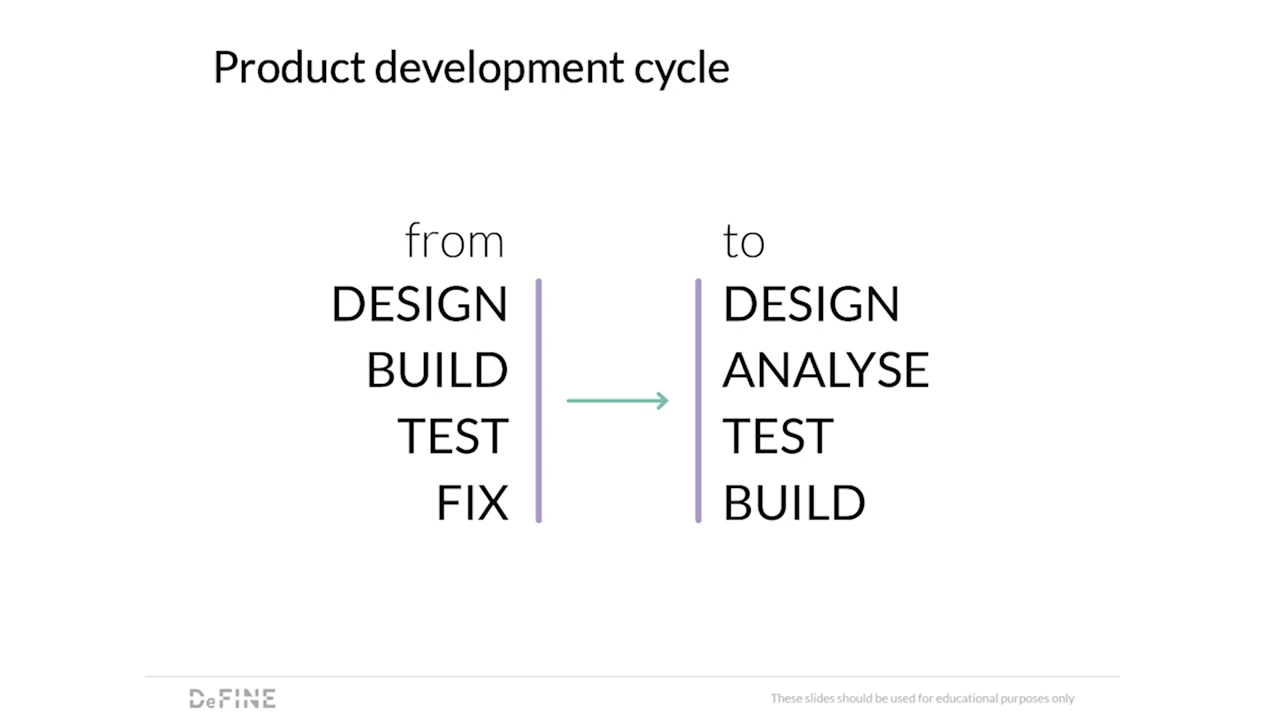 Product development cycle
from
DESIGN
BUILD
TEST
FIX
to
DESIGN
ANALYSE
TEST
BUILD
DeFINE
These slides should be used for educational purposes only